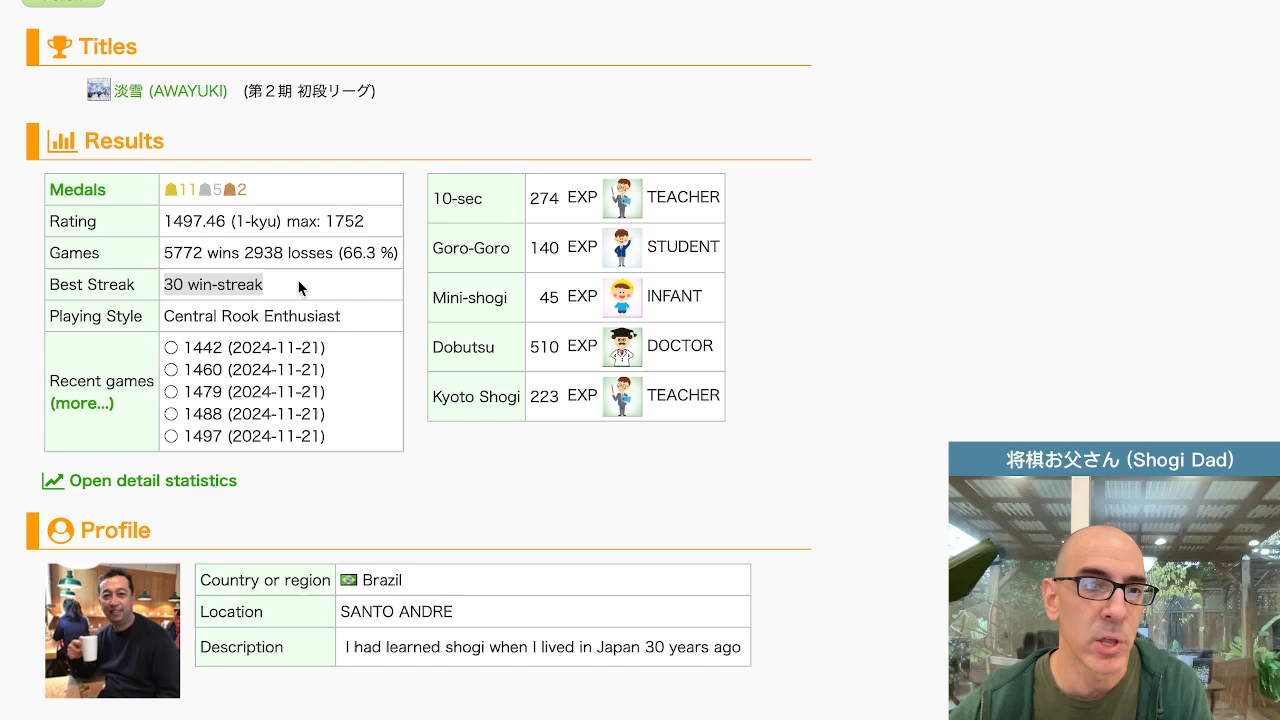 Titles
淡雪 (AWAYUKI) (第２期 初段リーグ)
Results
Medals 11 5 2
Rating 1497.46 (1-kyu) max: 1752
Games 5772 wins 2938 losses (66.3 %)
Best Streak 30 win-streak
Playing Style Central Rook Enthusiast
Recent games
(more...)
○ 1442 (2024-11-21)
○ 1460 (2024-11-21)
○ 1479 (2024-11-21)
○ 1488 (2024-11-21)
○ 1497 (2024-11-21)
10-sec 274 EXP TEACHER
Goro-Goro 140 EXP STUDENT
Mini-shogi 45 EXP INFANT
Dobutsu 510 EXP DOCTOR
Kyoto Shogi 223 EXP TEACHER
Open detail statistics
Profile
Country or region Brazil
Location SANTO ANDRE
Description I had learned shogi when I lived in Japan 30 years ago
将棋お父さん (Shogi Dad)